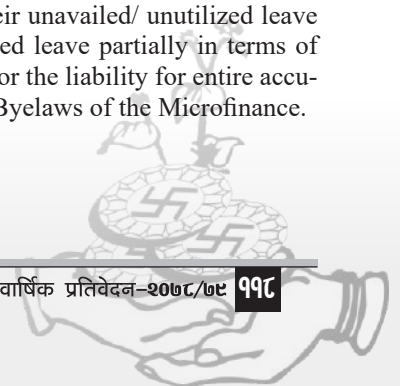 eir unavailed/ unutilized leave
ed leave partially in terms of
or the liability for entire accu-
Byelaws of the Microfinance.
वार्षिक प्रतिवेदन–२०७८/७९ ११८